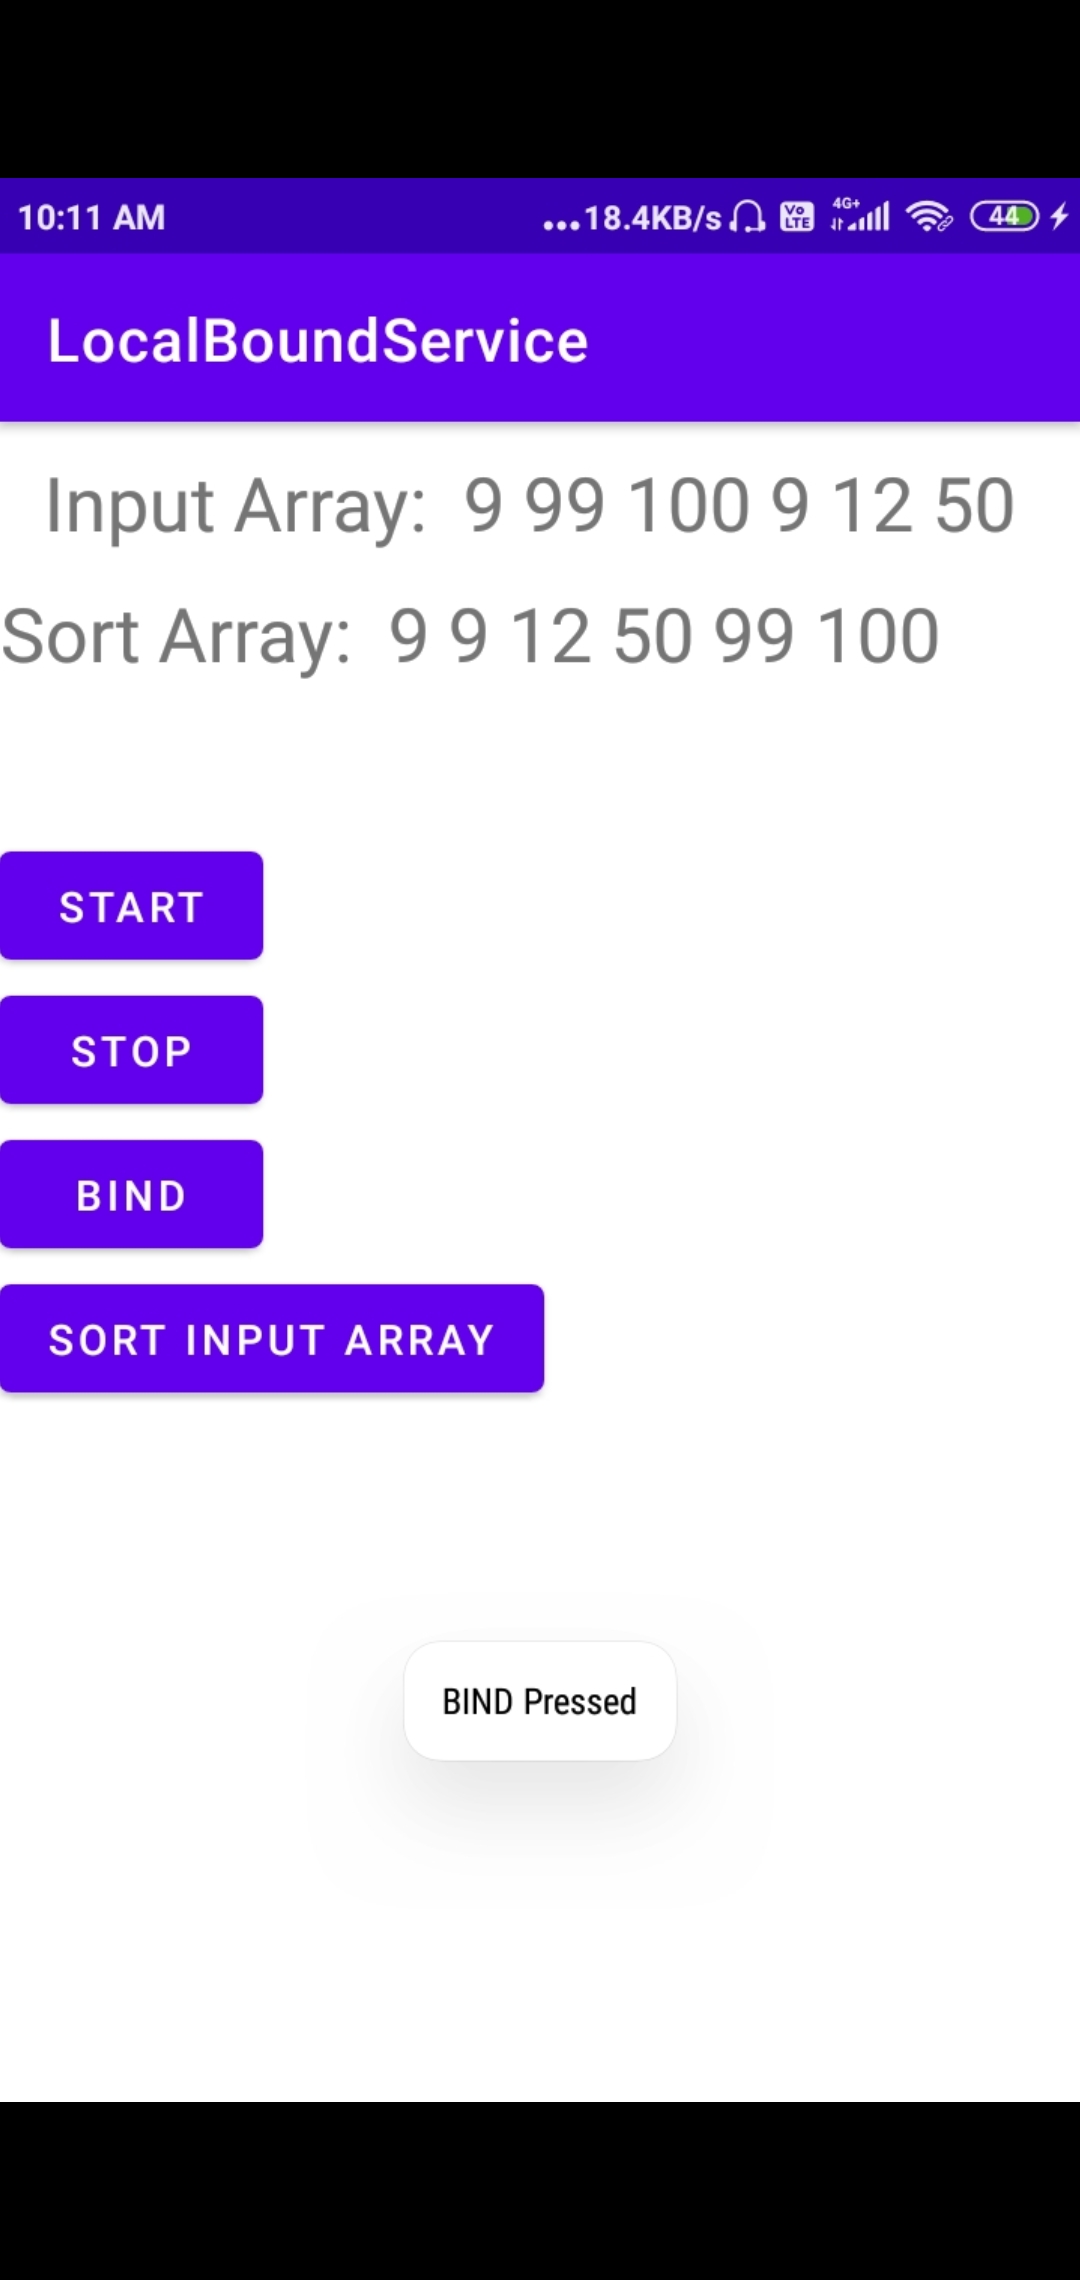 10:11 AM ...18.4KB/s Vo LTE 4G+ 44
LocalBoundService
Input Array:  9 99 100 9 12 50
Sort Array:  9 9 12 50 99 100
START
STOP
BIND
SORT INPUT ARRAY
BIND Pressed